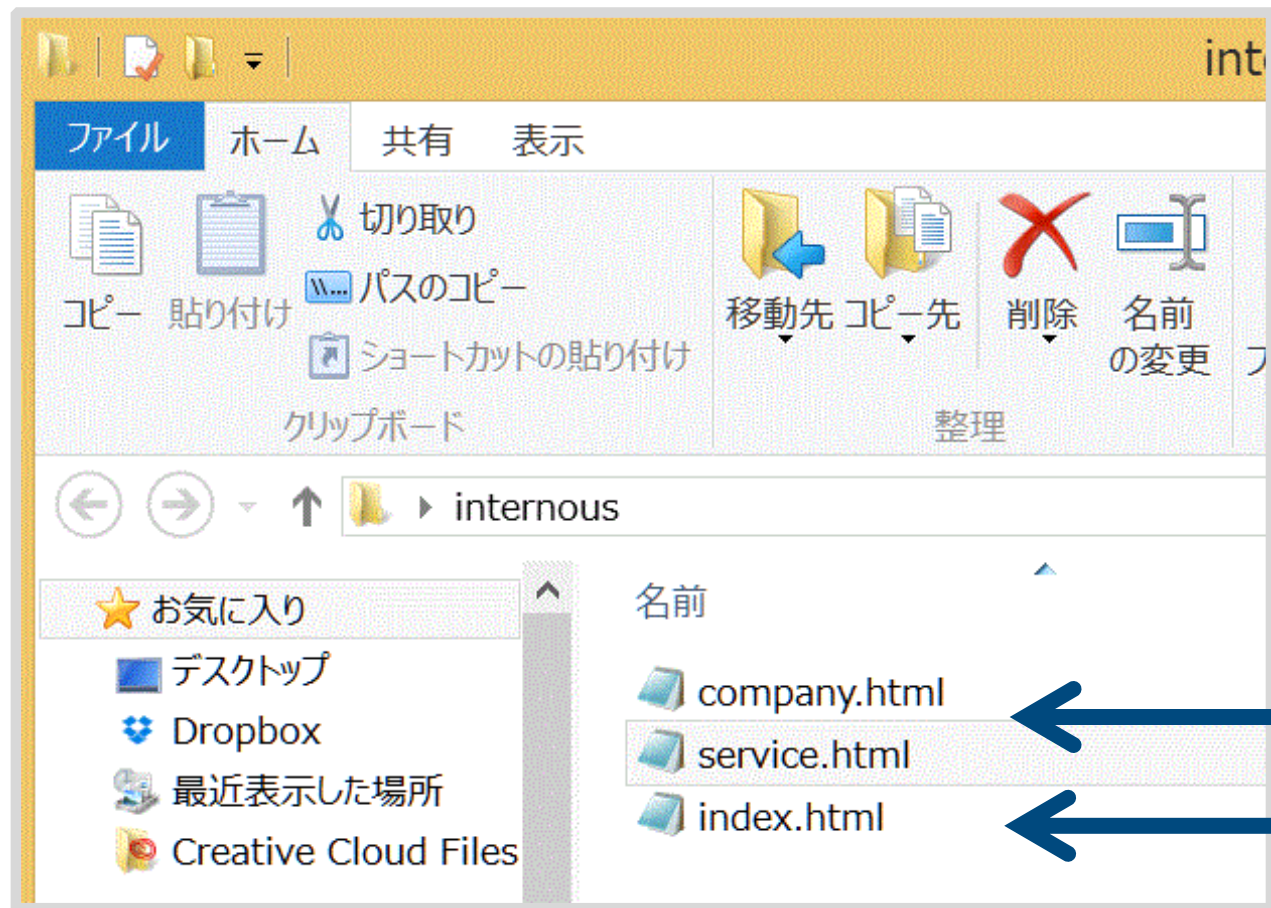 inte
ファイル ホーム 共有 表示
切り取り
パスのコピー
コピー 貼り付け ショートカットの貼り付け
移動先 コピー先 削除 名前
の変更
クリップボード 整理
internous
お気に入り 名前
デスクトップ company.html
Dropbox service.html
最近表示した場所 index.html
Creative Cloud Files